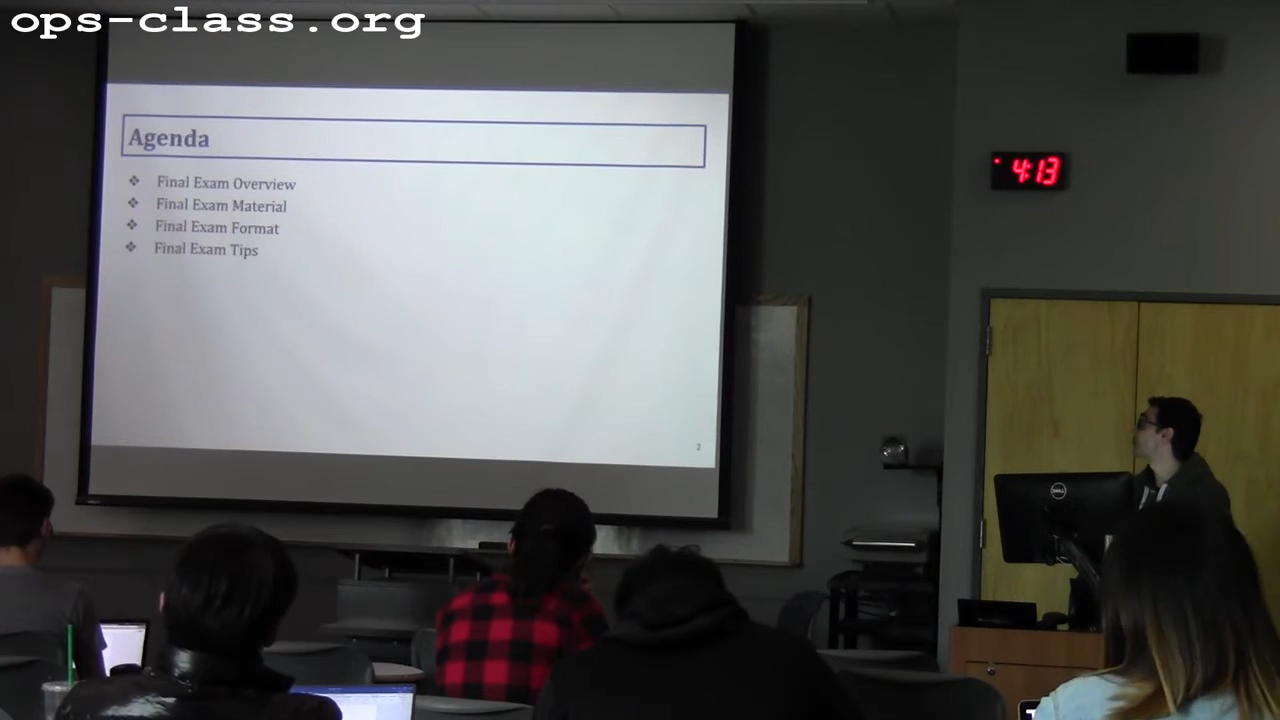 ops-class.org
Agenda
❖ Final Exam Overview
❖ Final Exam Material
❖ Final Exam Format
❖ Final Exam Tips
2
4:13
DELL